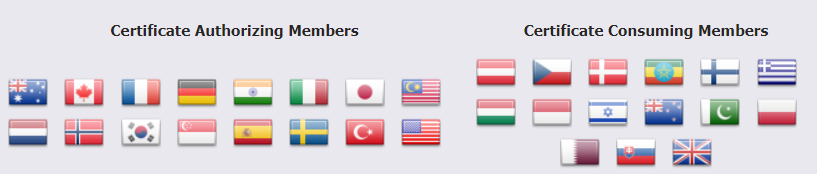 Certificate Authorizing Members
Certificate Consuming Members